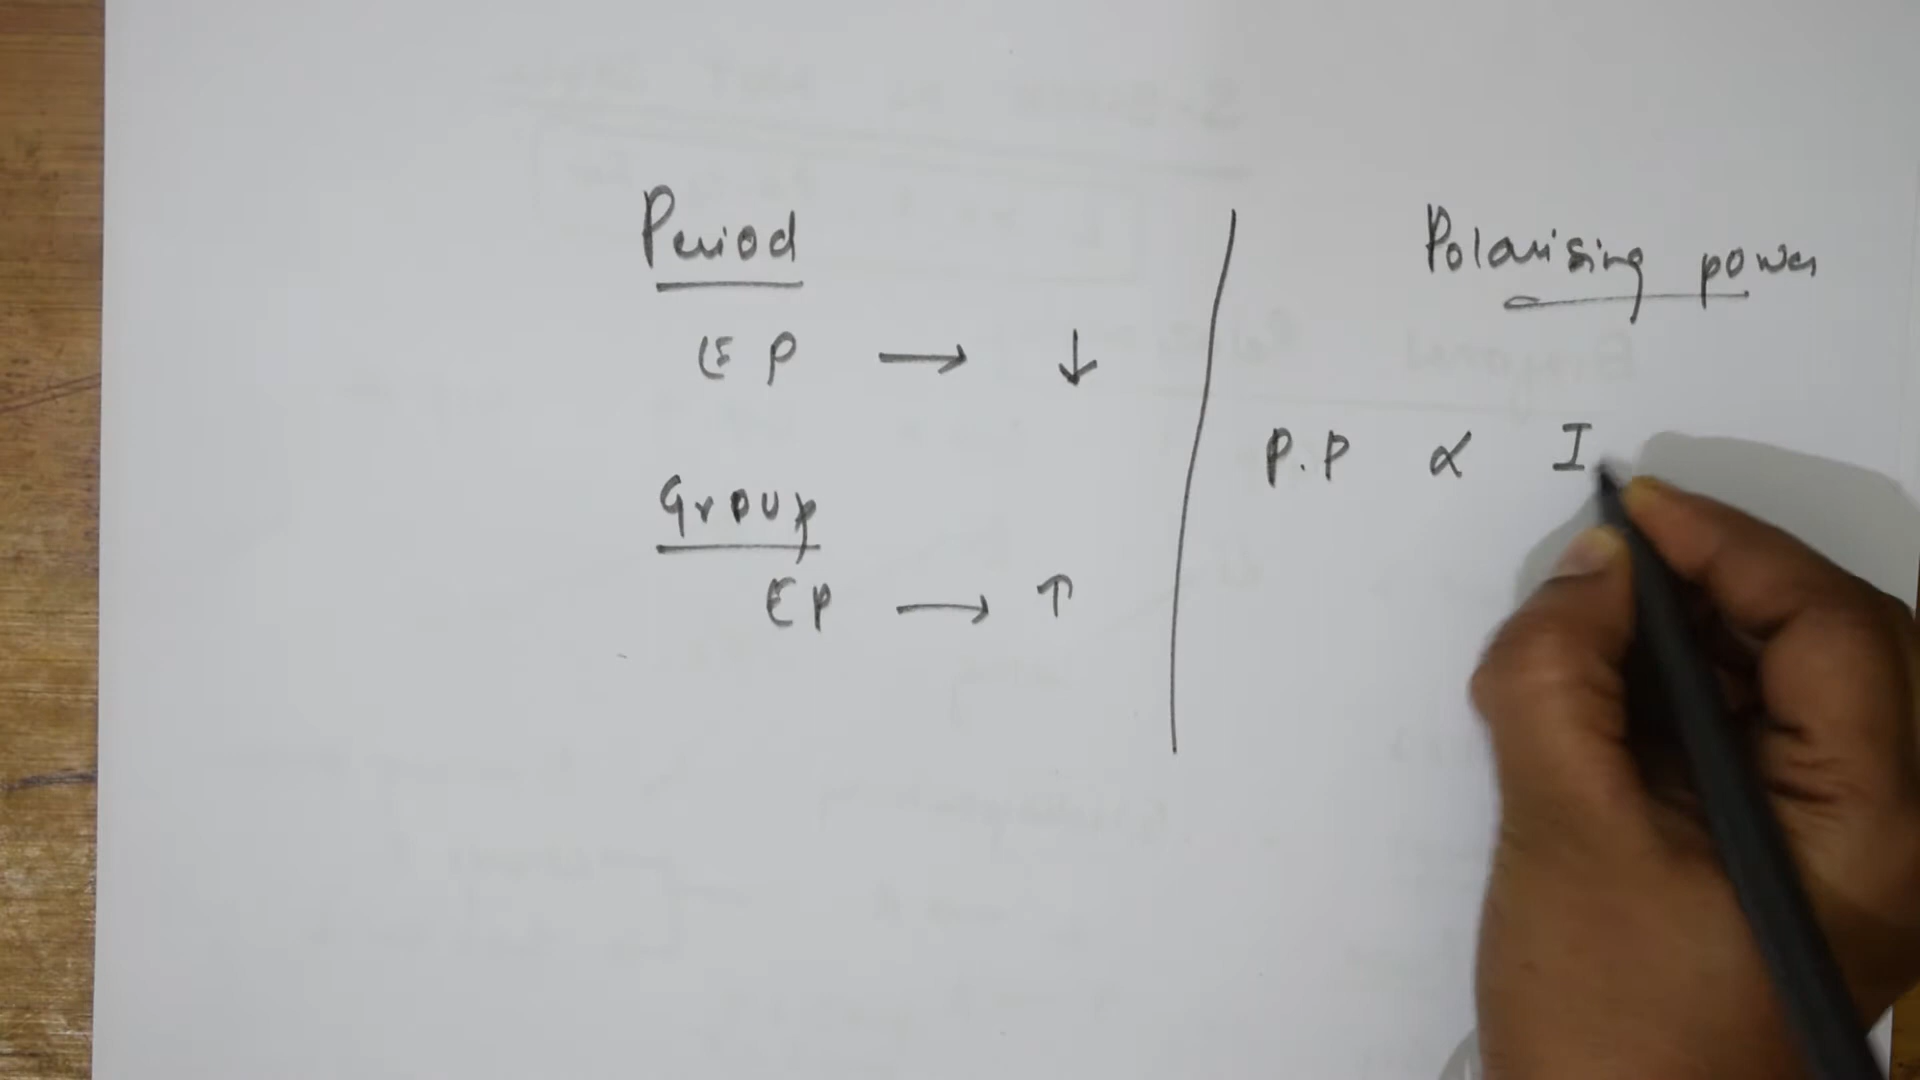 Period
EP → ↓
Group
EP → ↑
Polarising power
P.P ∝ I